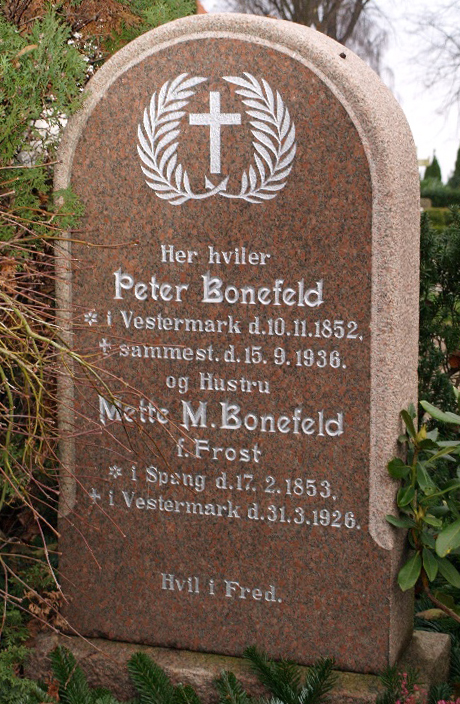 Her hviler
Peter Bonefeld
* i Vestermark d.10.11.1852.
✝ sammest. d.15.9.1936.
og Hustru
Mette M. Bonefeld
f. Frost
* i Spang d.17.2.1853.
✝ i Vestermark d.31.3.1926.
Hvil i Fred.